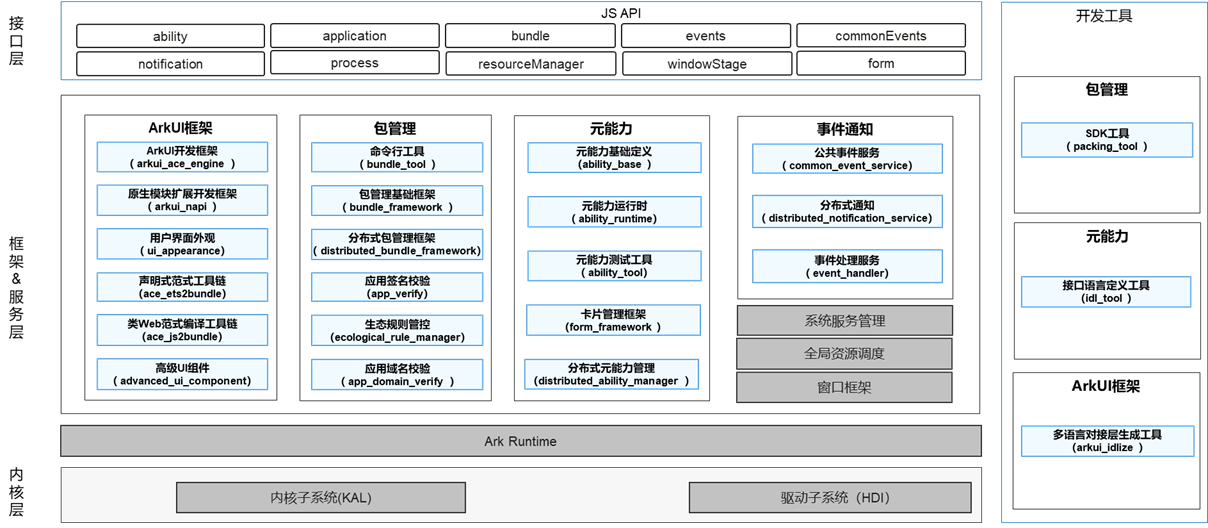 接口层
JS API
ability
application
bundle
events
commonEvents
notification
process
resourceManager
windowStage
form
框架&服务层
ArkUI框架
ArkUI开发框架
( arkui_ace_engine )
原生模块扩展开发框架
( arkui_napi )
用户界面外观
( ui_appearance)
声明式范式工具链
(ace_ets2bundle)
类Web范式编译工具链
(ace_js2bundle)
高级UI组件
( advanced_ui_component)
包管理
命令行工具
( bundle_tool )
包管理基础框架
( bundle_framework )
分布式包管理框架
( distributed_bundle_framework)
应用签名校验
(app_verify)
生态规则管控
(ecological_rule_manager)
应用域名校验
( app_domain_verify )
元能力
元能力基础定义
(ability_base )
元能力运行时
( ability_runtime)
元能力测试工具
( ability_tool)
卡片管理框架
(form_framework )
分布式元能力管理
(distributed_ability_manager )
事件通知
公共事件服务
( common_event_service)
分布式通知
( distributed_notification_service)
事件处理服务
(event_handler)
系统服务管理
全局资源调度
窗口框架
Ark Runtime
内核层
内核子系统(KAL)
驱动子系统（HDI）
开发工具
包管理
SDK工具
( packing_tool )
元能力
接口语言定义工具
(idl_tool )
ArkUI框架
多语言对接层生成工具
(arkui_idlize )